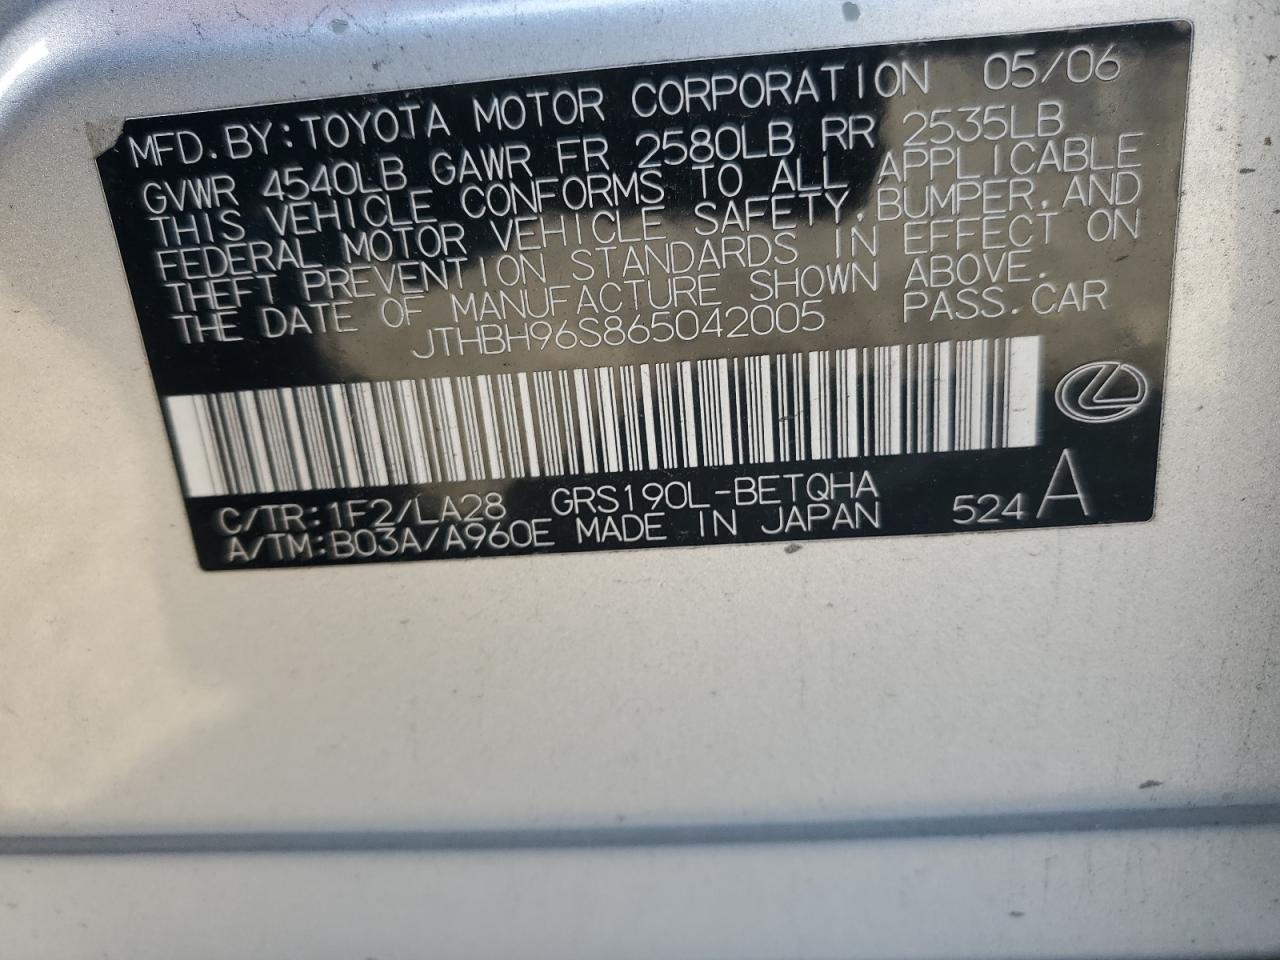 MFD.BY:TOYOTA MOTOR CORPORATION 05/06
GVWR 4540LB GAWR FR 2580LB RR 2535LB
THIS VEHICLE CONFORMS TO ALL APPLICABLE
FEDERAL MOTOR VEHICLE SAFETY,BUMPER,AND
THEFT PREVENTION STANDARDS IN EFFECT ON
THE DATE OF MANUFACTURE SHOWN ABOVE.
JTHBH96S865042005 PASS.CAR
C/TR:1F2/LA28 GRS190L-BETQHA
A/TM:B03A/A960E MADE IN JAPAN 524 A